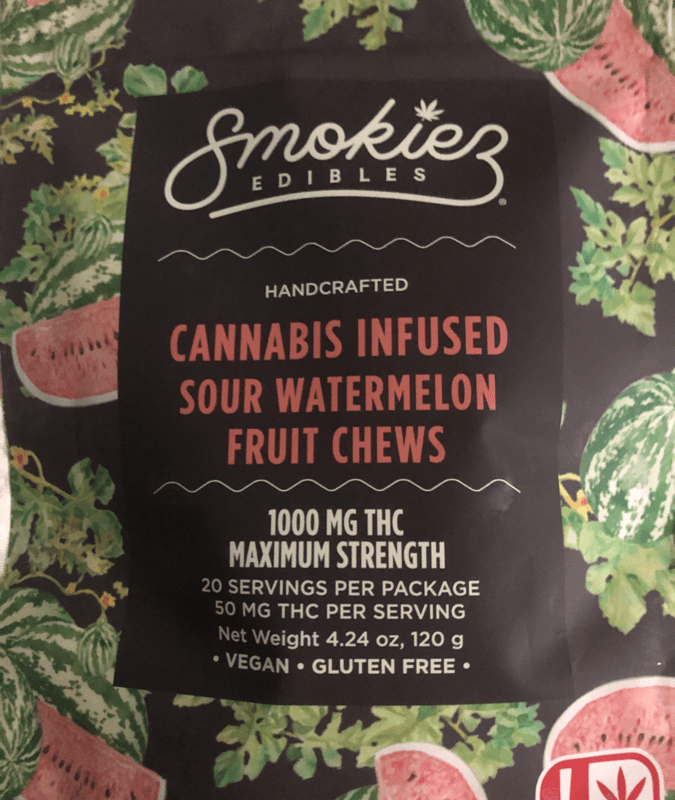 Smokiez
EDIBLES®
HANDCRAFTED
CANNABIS INFUSED
SOUR WATERMELON
FRUIT CHEWS
1000 MG THC
MAXIMUM STRENGTH
20 SERVINGS PER PACKAGE
50 MG THC PER SERVING
Net Weight 4.24 oz, 120 g
• VEGAN • GLUTEN FREE •
!